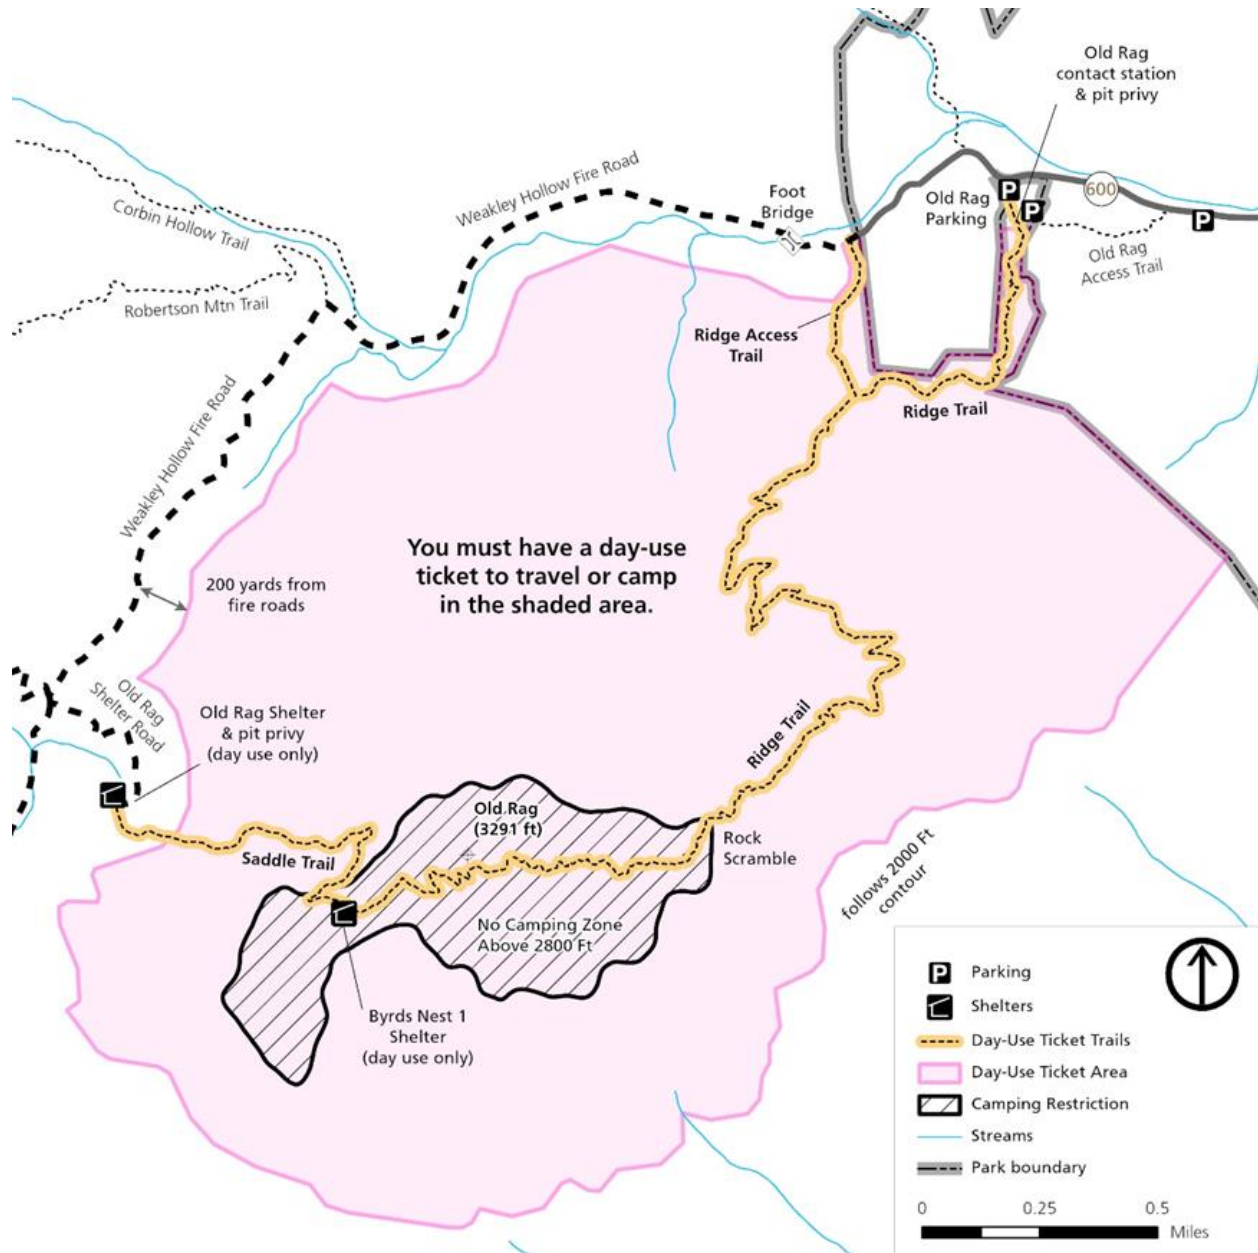 Old Rag
contact station
& pit privy
Weakley Hollow Fire Road
Foot
Bridge
Old Rag
Parking
P
P
600
P
Old Rag
Access Trail
Corbin Hollow Trail
Robertson Mtn Trail
Ridge Access
Trail
Ridge Trail
Weakley Hollow Fire Road
You must have a day-use
ticket to travel or camp
in the shaded area.
200 yards from
fire roads
Old Rag
Shelter Road
Old Rag Shelter
& pit privy
(day use only)
Ridge Trail
Old Rag
(3291 ft)
Rock
Scramble
Saddle Trail
follows 2000 Ft
contour
No Camping Zone
Above 2800 Ft
Byrds Nest 1
Shelter
(day use only)
P Parking
Shelters
Day-Use Ticket Trails
Day-Use Ticket Area
Camping Restriction
Streams
Park boundary
0 0.25 0.5
Miles